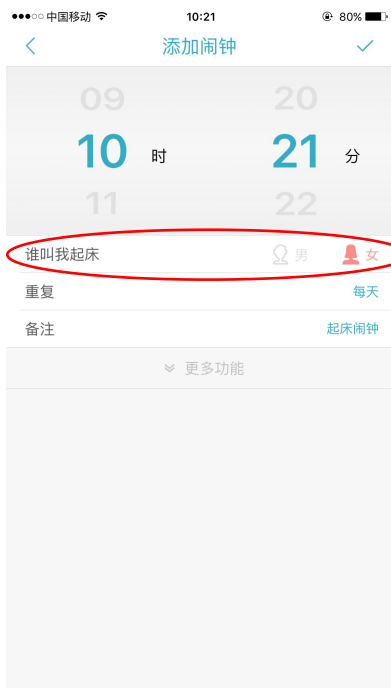 中国移动 10:21 80%
添加闹钟
09 20
10 时 21 分
11 22
谁叫我起床 男 女
重复 每天
备注 起床闹钟
更多功能